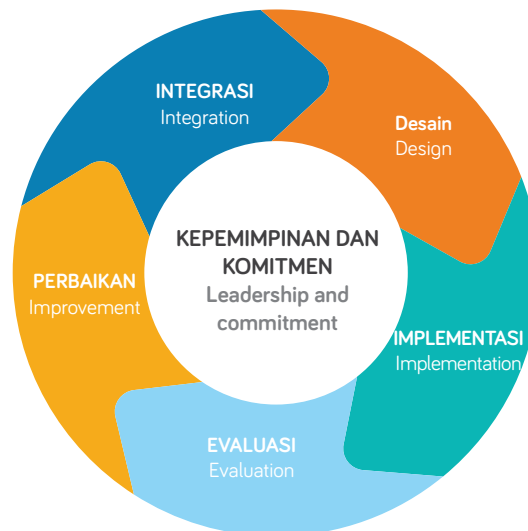 INTEGRASI
Integration
Desain
Design
KEPEMIMPINAN DAN
KOMITMEN
Leadership and
commitment
PERBAIKAN
Improvement
IMPLEMENTASI
Implementation
EVALUASI
Evaluation